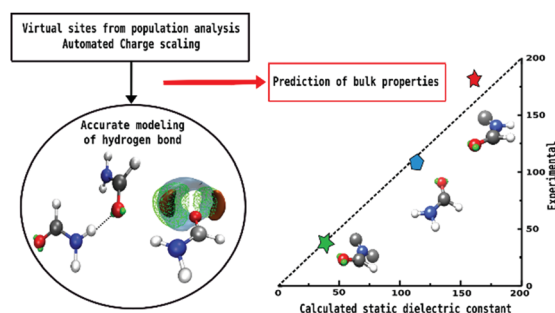 Virtual sites from population analysis
Automated Charge scaling
Prediction of bulk properties
Accurate modeling
of hydrogen bond
200
150
100
50
0
Experimental
0
50
100
150
200
Calculated static dielectric constant